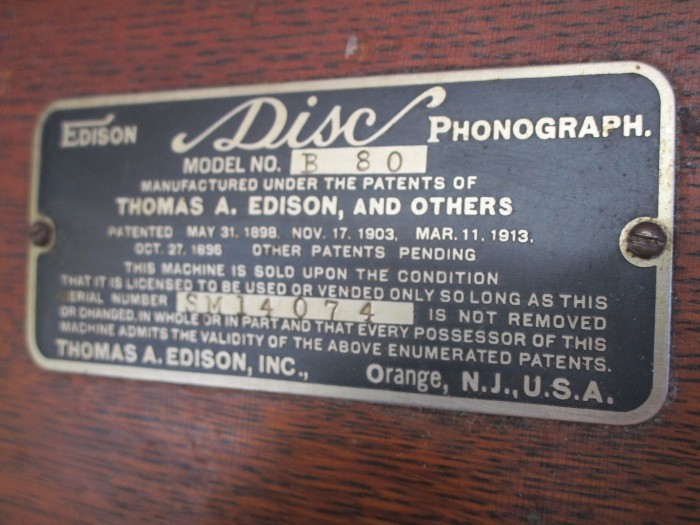 EDISON Disc PHONOGRAPH.
MODEL NO. B 80
MANUFACTURED UNDER THE PATENTS OF
THOMAS A. EDISON, AND OTHERS
PATENTED MAY 31, 1898. NOV. 17, 1903, MAR. 11, 1913,
OCT. 27, 1896 OTHER PATENTS PENDING
THIS MACHINE IS SOLD UPON THE CONDITION
THAT IT IS LICENSED TO BE USED OR VENDED ONLY SO LONG AS THIS
SERIAL NUMBER SM14074 IS NOT REMOVED
OR CHANGED, IN WHOLE OR IN PART AND THAT EVERY POSSESSOR OF THIS
MACHINE ADMITS THE VALIDITY OF THE ABOVE ENUMERATED PATENTS.
THOMAS A. EDISON, INC., Orange, N.J., U.S.A.